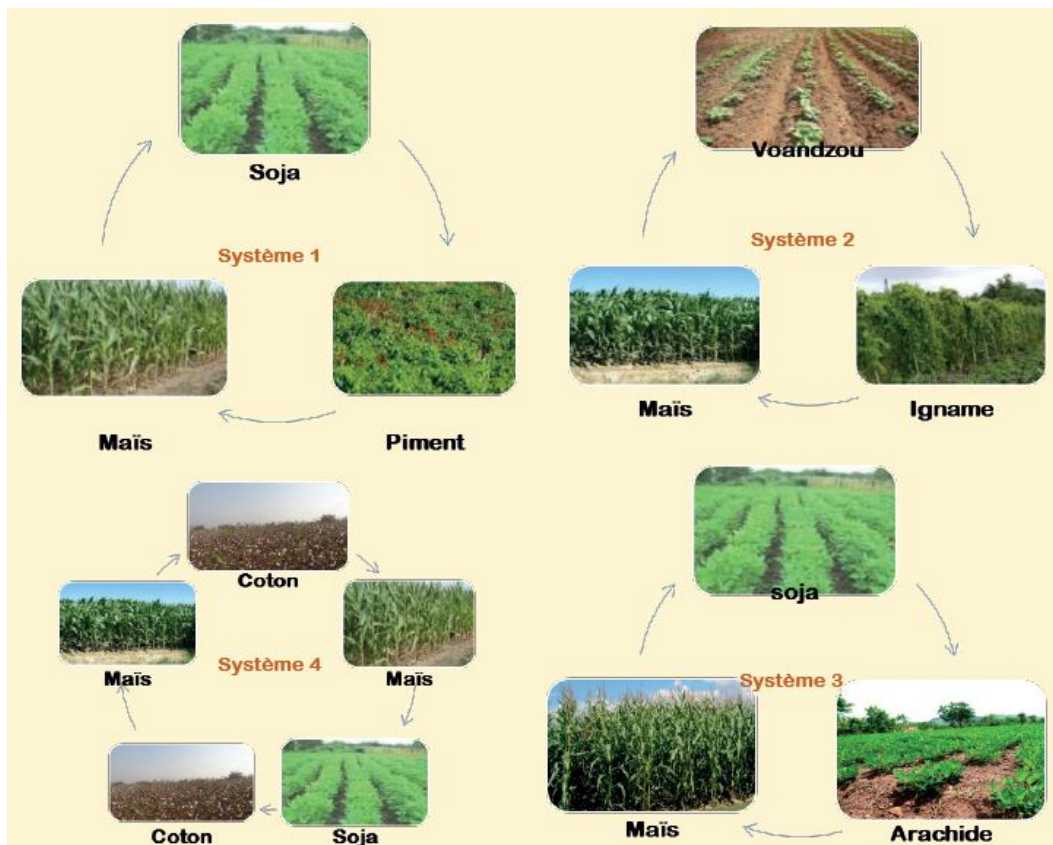 Soja
Système 1
Maïs
Piment
Voandzou
Système 2
Maïs
Igname
Coton
Maïs
Système 4
Maïs
Coton
Soja
soja
Système 3
Maïs
Arachide